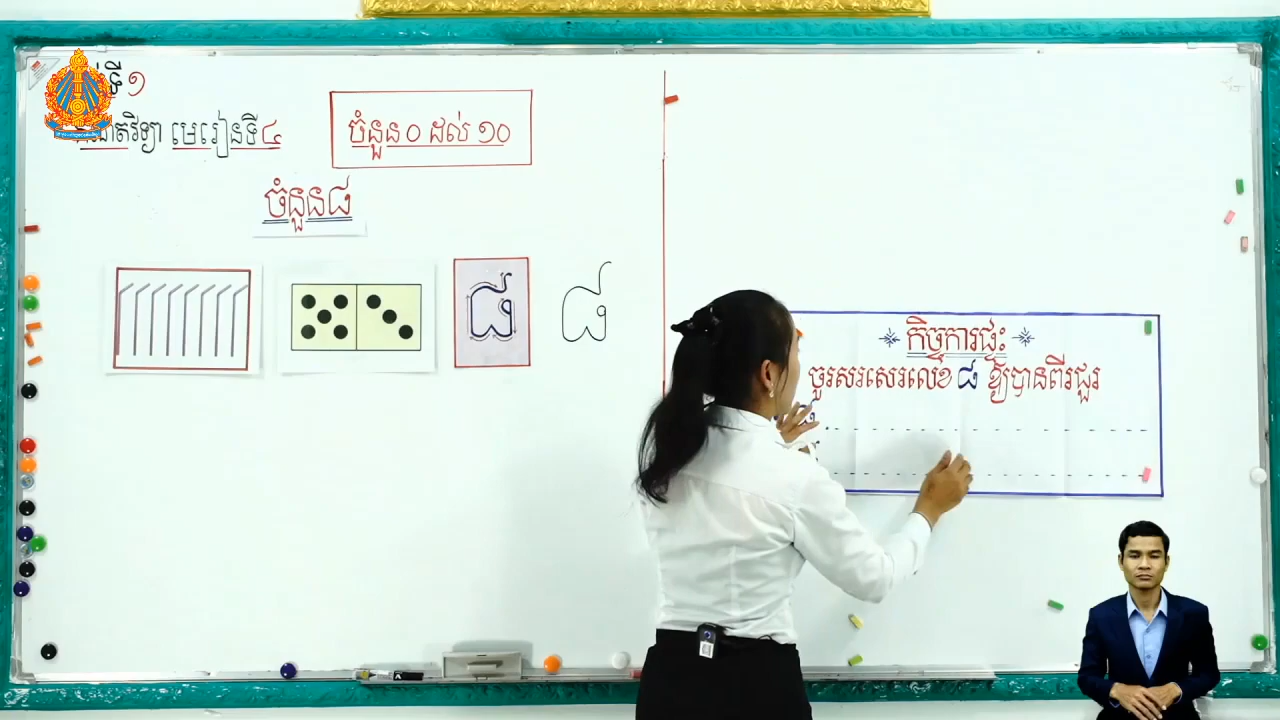 ទី១
គណិតវិទ្យា មេរៀនទី៤
ចំនួន០ ដល់ ១០
ចំនួន៨
៨
៨
កិច្ចការផ្ទះ
ចូរសរសេរលេខ ៨ ឱ្យបានពីរជួរ